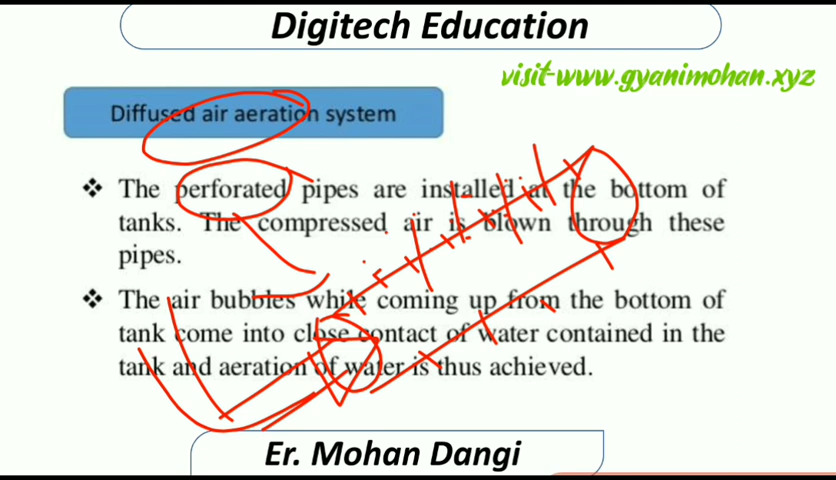 Digitech Education
visit-www.gyanimohan.xyz
Diffused air aeration system
❖ The perforated pipes are installed at the bottom of
tanks. The compressed air is blown through these
pipes.
❖ The air bubbles while coming up from the bottom of
tank come into close contact of water contained in the
tank and aeration of water is thus achieved.
Er. Mohan Dangi